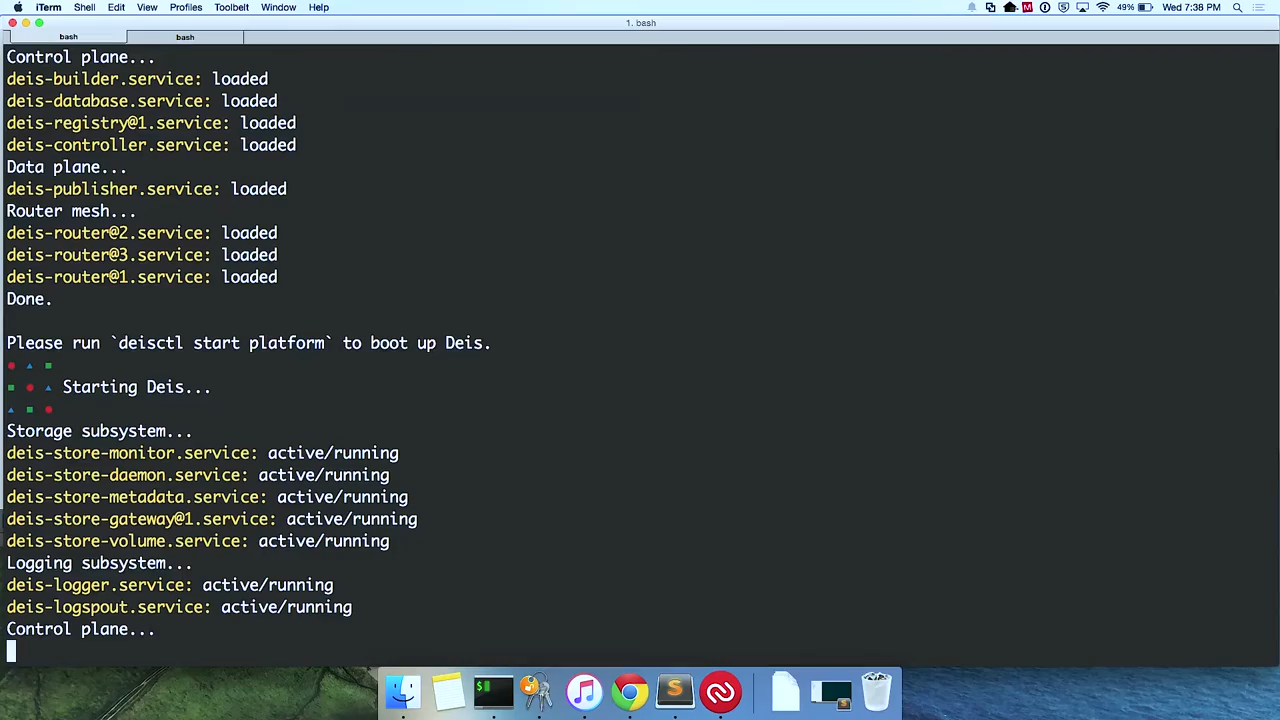 iTerm Shell Edit View Profiles Toolbelt Window Help 49% Wed 7:38 PM
1. bash
bash bash
Control plane...
deis-builder.service: loaded
deis-database.service: loaded
deis-registry@1.service: loaded
deis-controller.service: loaded
Data plane...
deis-publisher.service: loaded
Router mesh...
deis-router@2.service: loaded
deis-router@3.service: loaded
deis-router@1.service: loaded
Done.
Please run `deisctl start platform` to boot up Deis.
Starting Deis...
Storage subsystem...
deis-store-monitor.service: active/running
deis-store-daemon.service: active/running
deis-store-metadata.service: active/running
deis-store-gateway@1.service: active/running
deis-store-volume.service: active/running
Logging subsystem...
deis-logger.service: active/running
deis-logspout.service: active/running
Control plane...